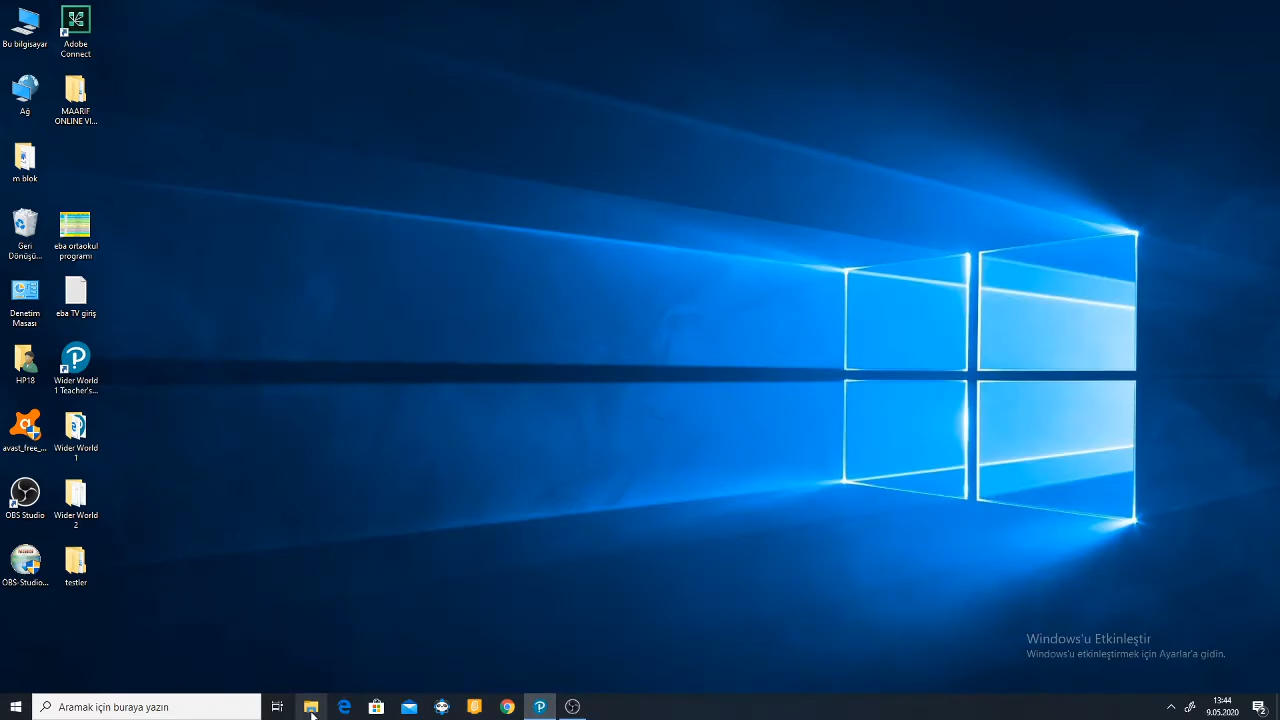 Bu bilgisayar
Adobe
Connect
Ağ
MAARİF
ONLINE VI...
m blok
Geri
Dönüşü...
eba ortaokul
programı
Denetim
Masası
eba TV giriş
HP18
Wider World
1 Teacher's...
avast_free_...
Wider World
1
OBS Studio
Wider World
2
OBS-Studio...
testler
Windows'u Etkinleştir
Windows'u etkinleştirmek için Ayarlar'a gidin.
Aramak için buraya yazın
13:44
9.05.2020
2